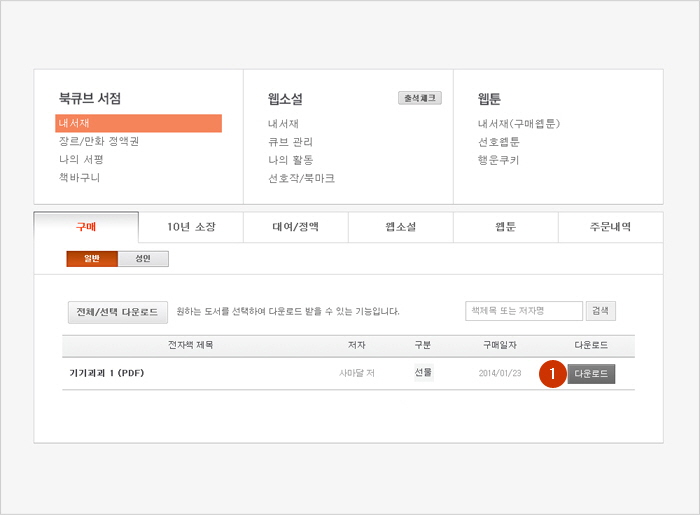 북큐브 서점
내서재
장르/만화 정액권
나의 서평
책바구니
웹소설
출석체크
내서재
큐브 관리
나의 활동
선호작/북마크
웹툰
내서재(구매웹툰)
선호웹툰
행운쿠키
구매 10년 소장 대여/정액 웹소설 웹툰 주문내역
일반 성인
전체/선택 다운로드 원하는 도서를 선택하여 다운로드 받을 수 있는 기능입니다. 책제목 또는 저자명 검색
전자책 제목 저자 구분 구매일자 다운로드
기기괴괴 1 (PDF) 사마달 저 선물 2014/01/23 1 다운로드